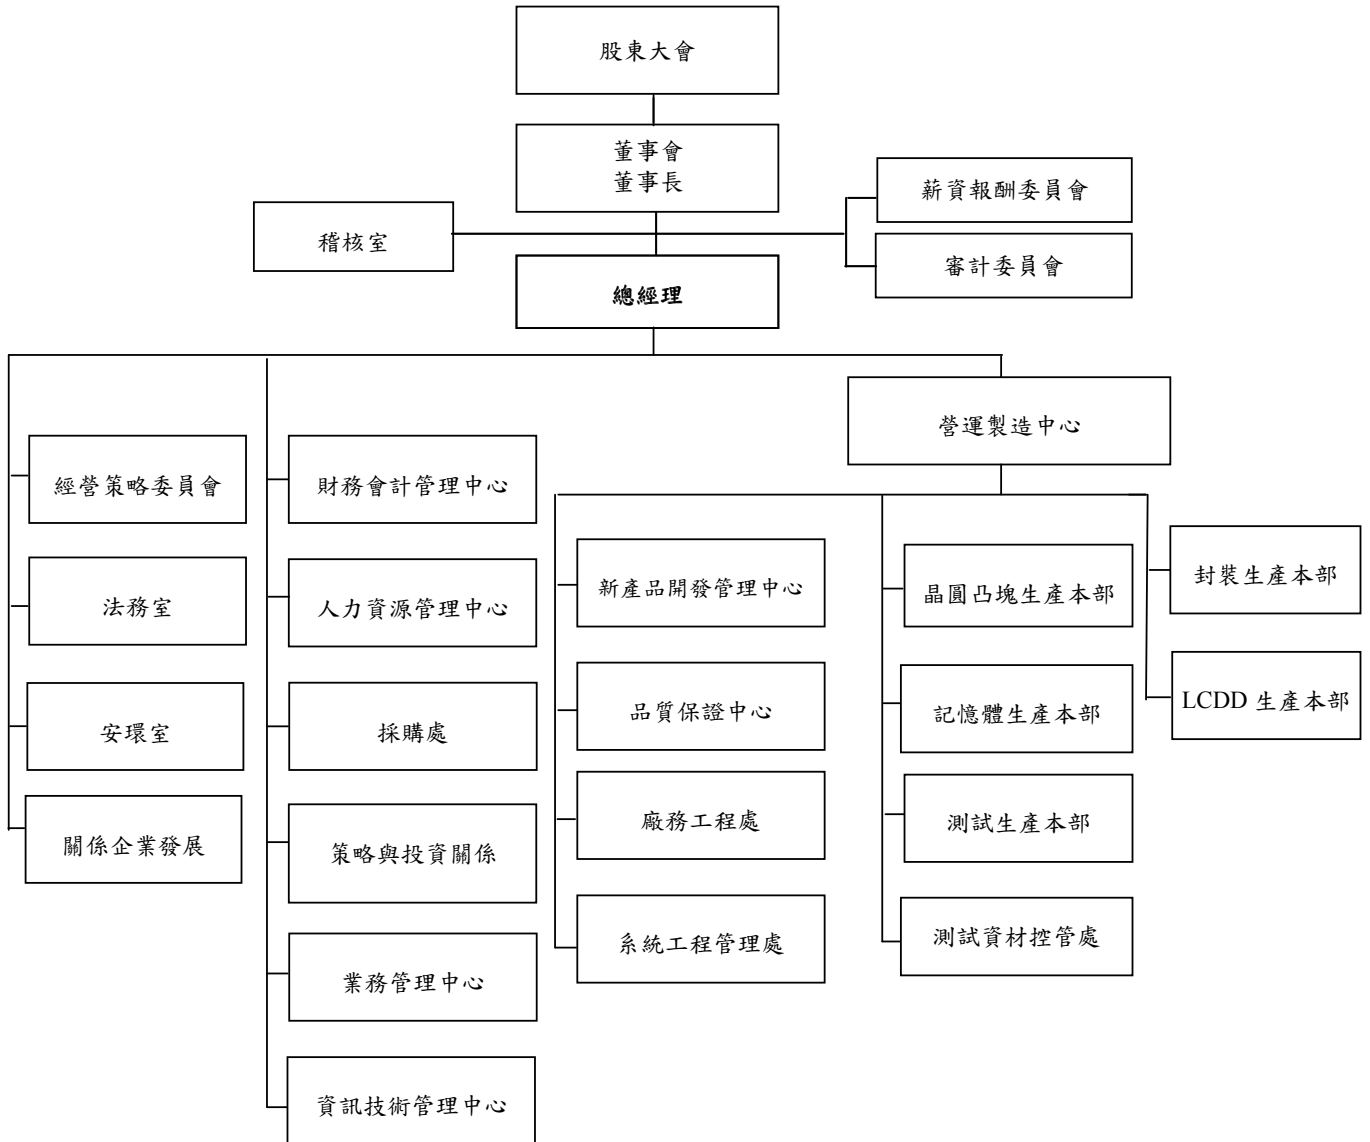 股東大會
董事會
董事長
薪資報酬委員會
稽核室
審計委員會
總經理
營運製造中心
經營策略委員會
法務室
安環室
關係企業發展
財務會計管理中心
人力資源管理中心
採購處
策略與投資關係
業務管理中心
資訊技術管理中心
新產品開發管理中心
品質保證中心
廠務工程處
系統工程管理處
晶圓凸塊生產本部
記憶體生產本部
測試生產本部
測試資材控管處
封裝生產本部
LCDD 生產本部